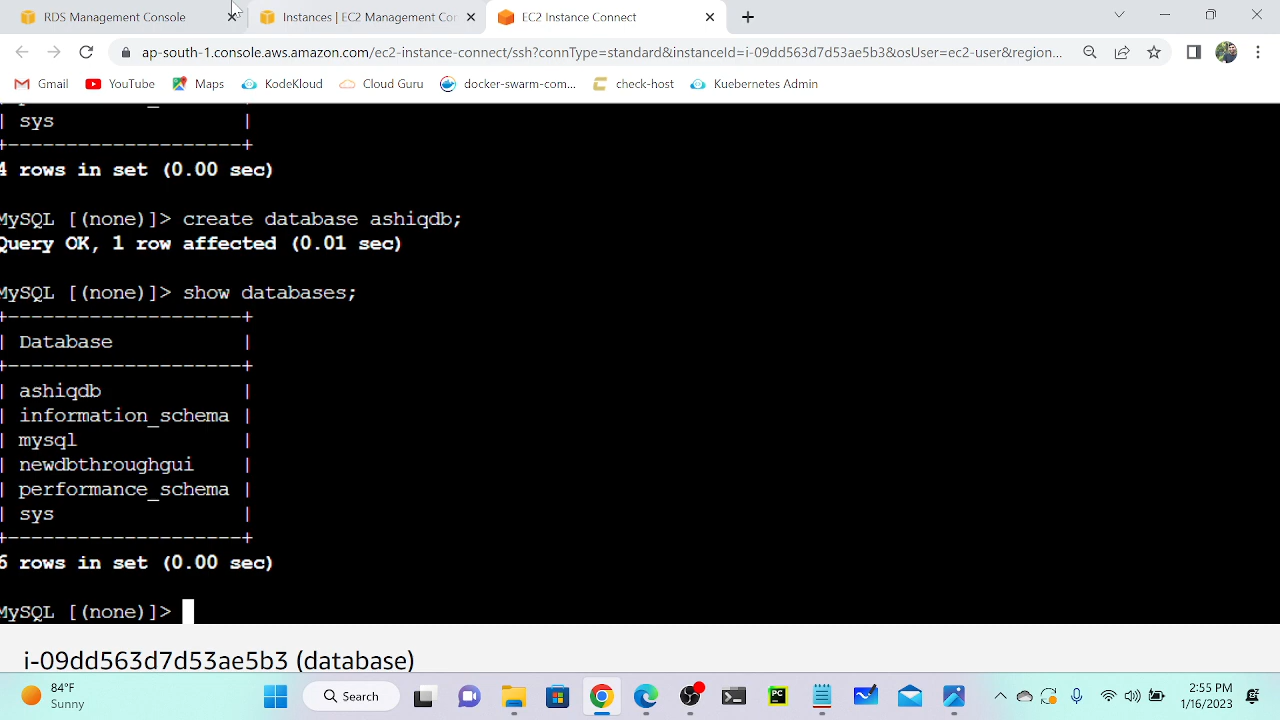 RDS Management Console
Instances | EC2 Management Cor
EC2 Instance Connect
ap-south-1.console.aws.amazon.com/ec2-instance-connect/ssh?connType=standard&instanceId=i-09dd563d7d53ae5b3&osUser=ec2-user&region...
Gmail
YouTube
Maps
KodeKloud
Cloud Guru
docker-swarm-com...
check-host
Kuebernetes Admin
| sys |
+--------------------+
4 rows in set (0.00 sec)
MySQL [(none)]> create database ashiqdb;
Query OK, 1 row affected (0.01 sec)
MySQL [(none)]> show databases;
+--------------------+
| Database |
+--------------------+
| ashiqdb |
| information_schema |
| mysql |
| newdbthroughgui |
| performance_schema |
| sys |
+--------------------+
6 rows in set (0.00 sec)
MySQL [(none)]>
i-09dd563d7d53ae5b3 (database)
84°F
Sunny
Search
PC
2:55 PM
1/16/2023